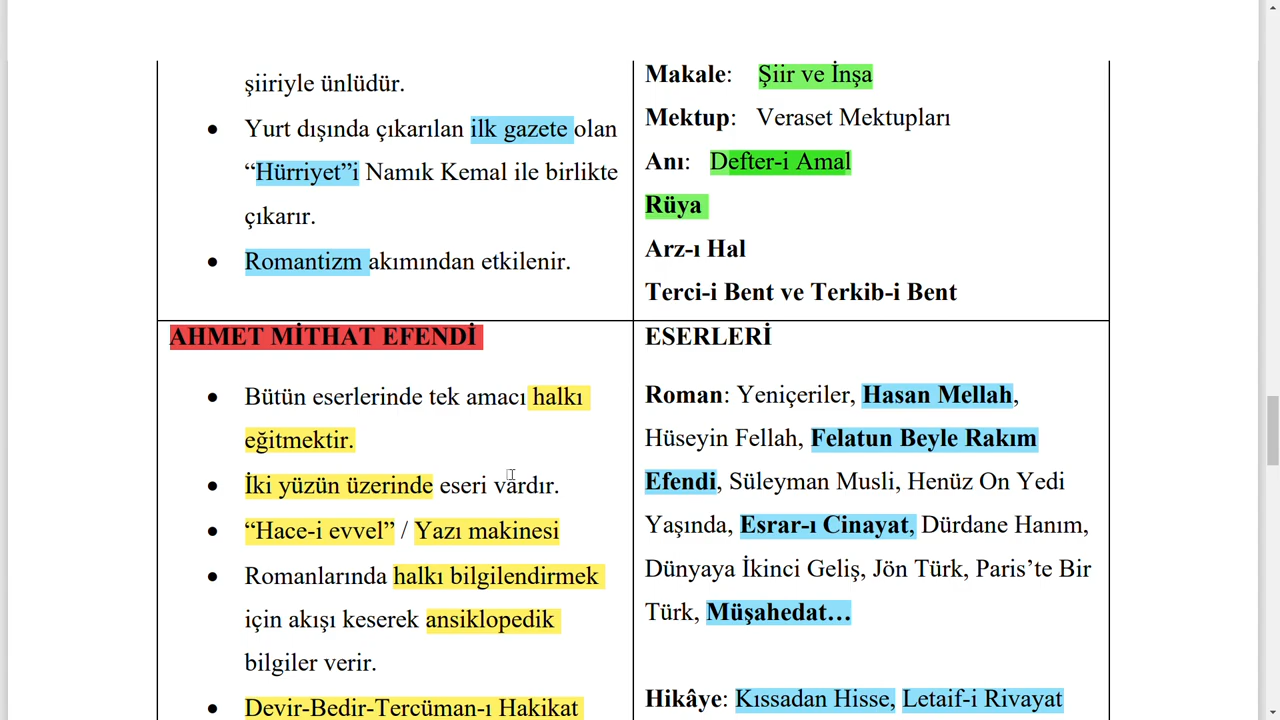 şiiriyle ünlüdür.
• Yurt dışında çıkarılan ilk gazete olan
“Hürriyet”i Namık Kemal ile birlikte
çıkarır.
• Romantizm akımından etkilenir.
Makale: Şiir ve İnşa
Mektup: Veraset Mektupları
Anı: Defter-i Amal
Rüya
Arz-ı Hal
Terci-i Bent ve Terkib-i Bent
AHMET MİTHAT EFENDİ
• Bütün eserlerinde tek amacı halkı
eğitmektir.
• İki yüzün üzerinde eseri vardır.
• “Hace-i evvel” / Yazı makinesi
• Romanlarında halkı bilgilendirmek
için akışı keserek ansiklopedik
bilgiler verir.
• Devir-Bedir-Tercüman-ı Hakikat
ESERLERİ
Roman: Yeniçeriler, Hasan Mellah,
Hüseyin Fellah, Felatun Beyle Rakım
Efendi, Süleyman Musli, Henüz On Yedi
Yaşında, Esrar-ı Cinayat, Dürdane Hanım,
Dünyaya İkinci Geliş, Jön Türk, Paris’te Bir
Türk, Müşahedat…
Hikâye: Kıssadan Hisse, Letaif-i Rivayat